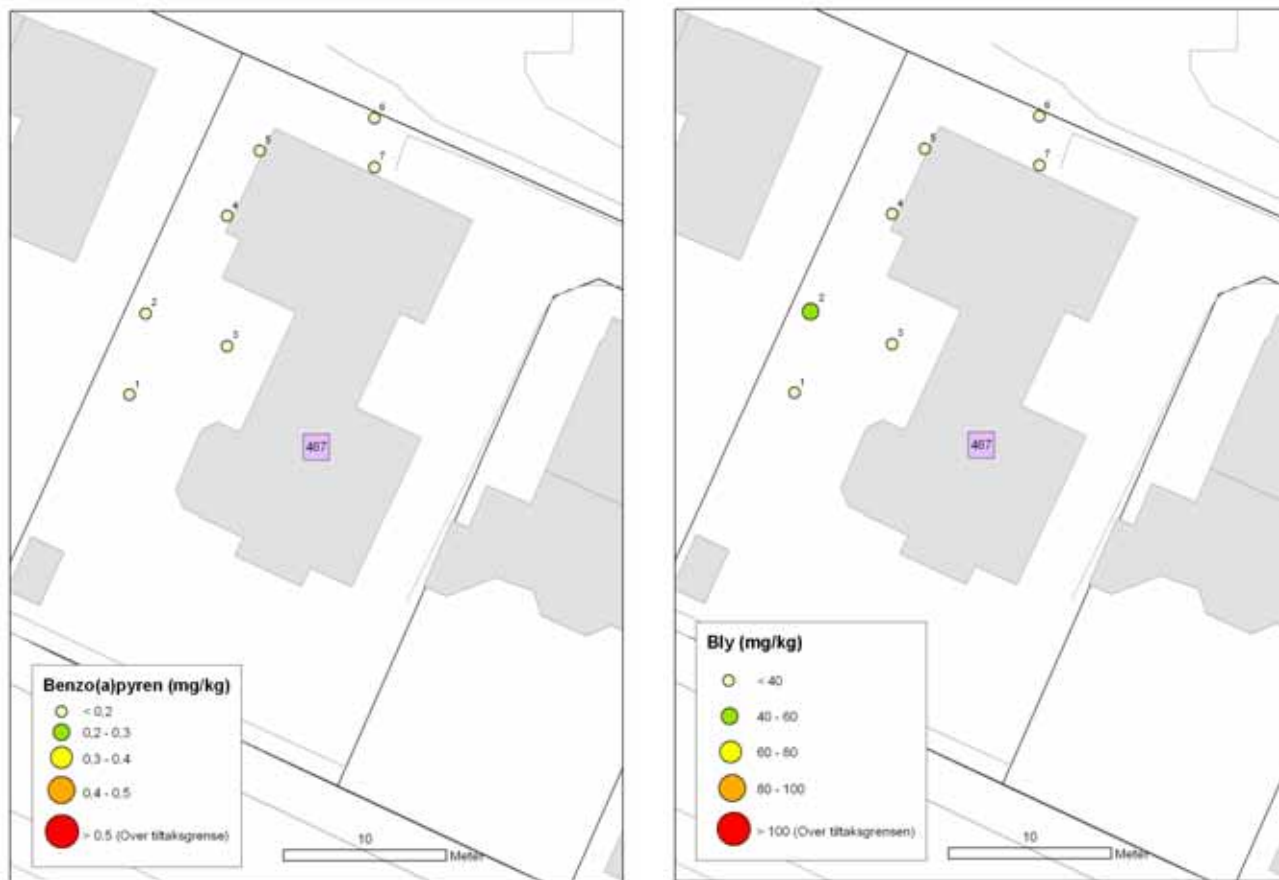 6
5
7
4
2
3
1
467
Benzo(a)pyren (mg/kg)
< 0,2
0,2 - 0,3
0,3 - 0,4
0,4 - 0,5
> 0.5 (Over tiltaksgrense)
10
Meter
6
5
7
4
2
3
1
467
Bly (mg/kg)
< 40
40 - 60
60 - 80
80 - 100
> 100 (Over tiltaksgrensen)
10
Meter